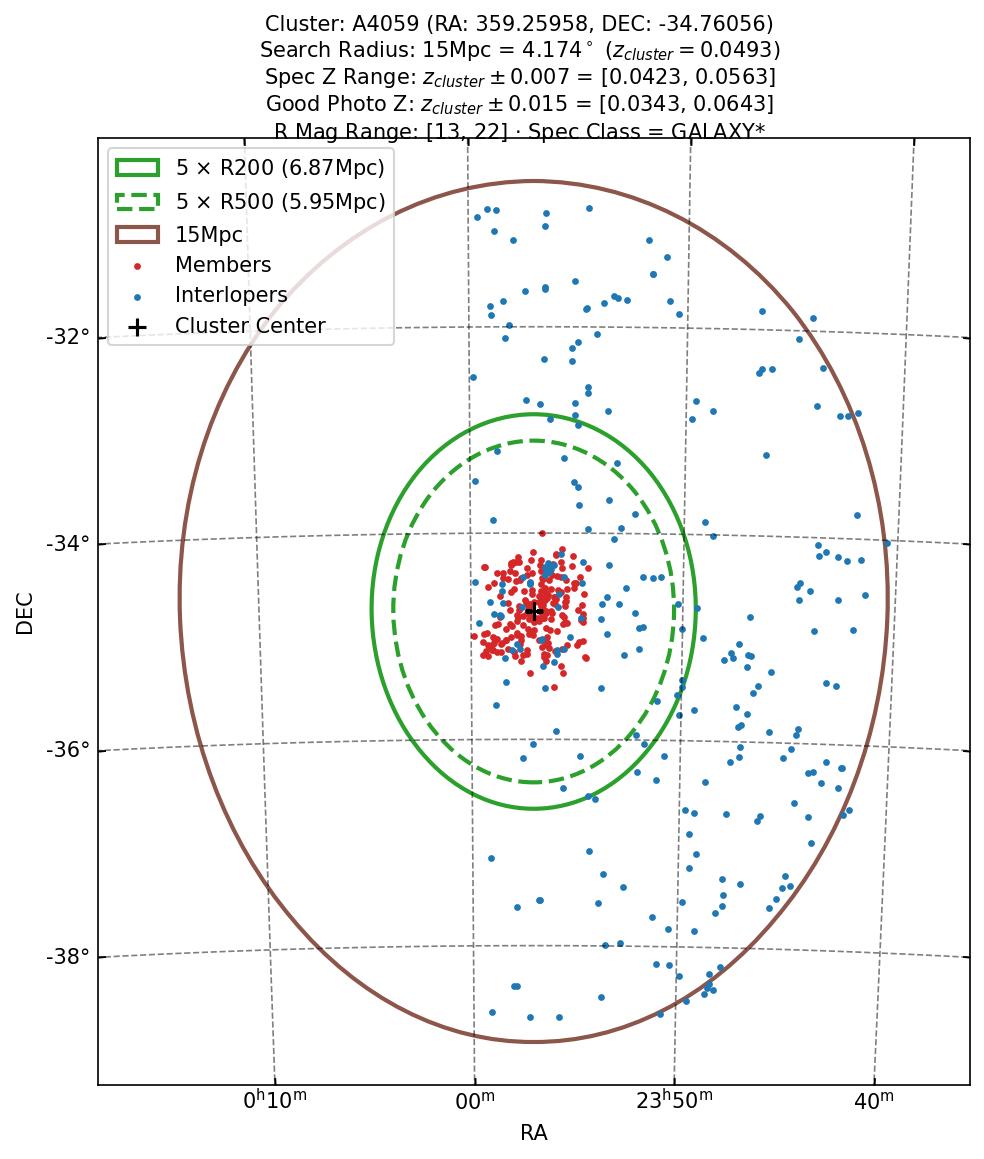 Cluster: A4059 (RA: 359.25958, DEC: -34.76056)
Search Radius: 15Mpc = 4.174° (z_cluster = 0.0493)
Spec Z Range: z_cluster ± 0.007 = [0.0423, 0.0563]
Good Photo Z: z_cluster ± 0.015 = [0.0343, 0.0643]
R Mag Range: [13, 22] · Spec Class = GALAXY*
5 × R200 (6.87Mpc)
5 × R500 (5.95Mpc)
15Mpc
Members
Interlopers
Cluster Center
-32°
-34°
-36°
-38°
DEC
0h10m 00m 23h50m 40m
RA